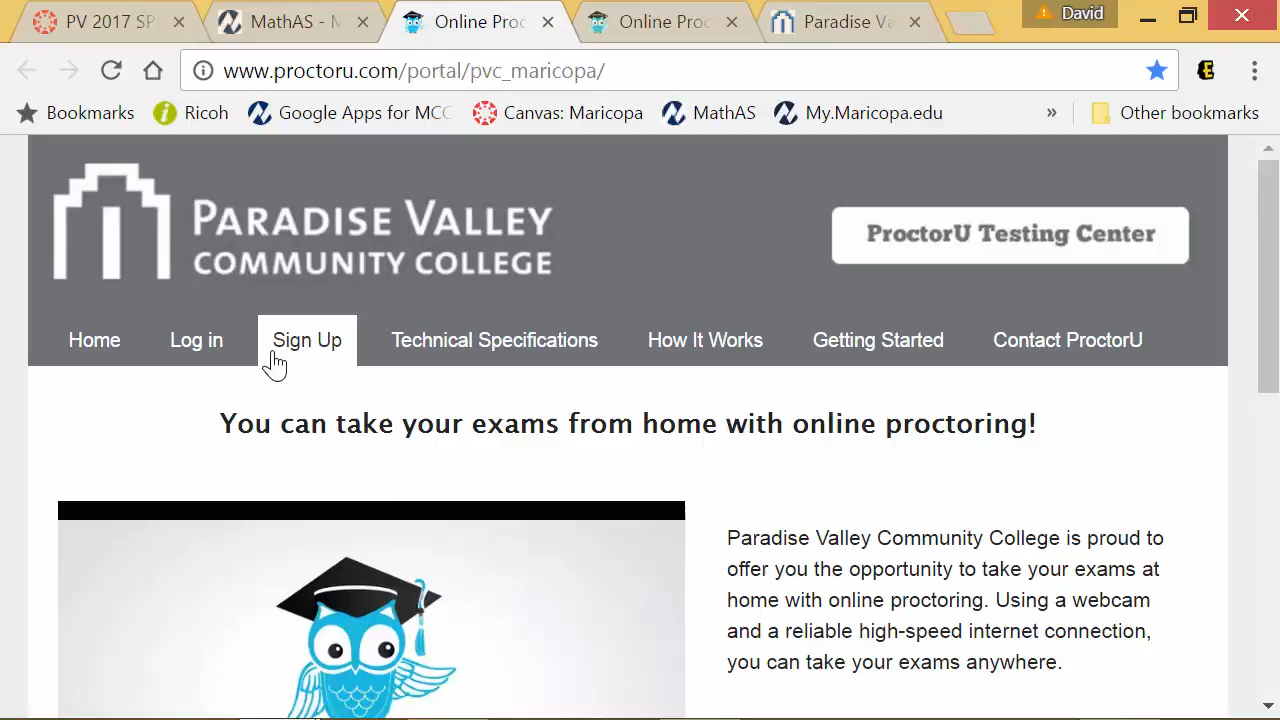 PV 2017 SP
MathAS - M
Online Proc
Online Proc
Paradise Va
David
www.proctoru.com/portal/pvc_maricopa/
Bookmarks
Ricoh
Google Apps for MCC
Canvas: Maricopa
MathAS
My.Maricopa.edu
»
Other bookmarks
PARADISE VALLEY
COMMUNITY COLLEGE
ProctorU Testing Center
Home
Log in
Sign Up
Technical Specifications
How It Works
Getting Started
Contact ProctorU
You can take your exams from home with online proctoring!
Paradise Valley Community College is proud to
offer you the opportunity to take your exams at
home with online proctoring. Using a webcam
and a reliable high-speed internet connection,
you can take your exams anywhere.